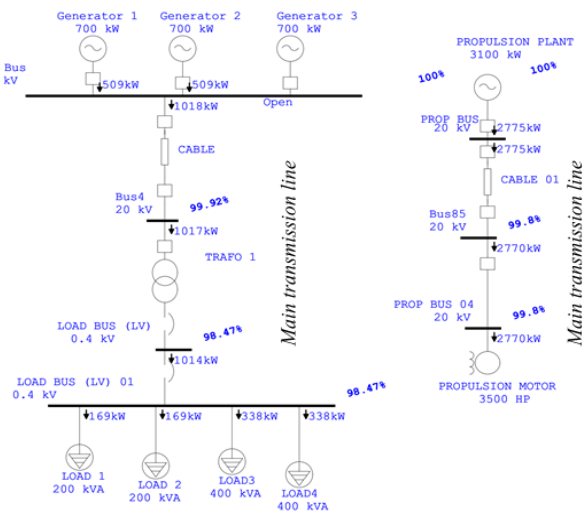 Generator 1
700 kW
Generator 2
700 kW
Generator 3
700 kW
Bus
kV
509kW
509kW
Open
1018kW
CABLE
Bus4
20 kV
99.92%
1017kW
TRAFO 1
LOAD BUS (LV)
0.4 kV
98.47%
1014kW
LOAD BUS (LV) 01
0.4 kV
98.47%
169kW
169kW
338kW
338kW
LOAD 1
200 kVA
LOAD 2
200 kVA
LOAD3
400 kVA
LOAD4
400 kVA
Main transmission line
PROPULSION PLANT
3100 kW
100%
100%
PROP BUS
20 kV
2775kW
2775kW
CABLE 01
Bus85
20 kV
99.8%
2770kW
PROP BUS 04
20 kV
99.8%
2770kW
PROPULSION MOTOR
3500 HP
Main transmission line